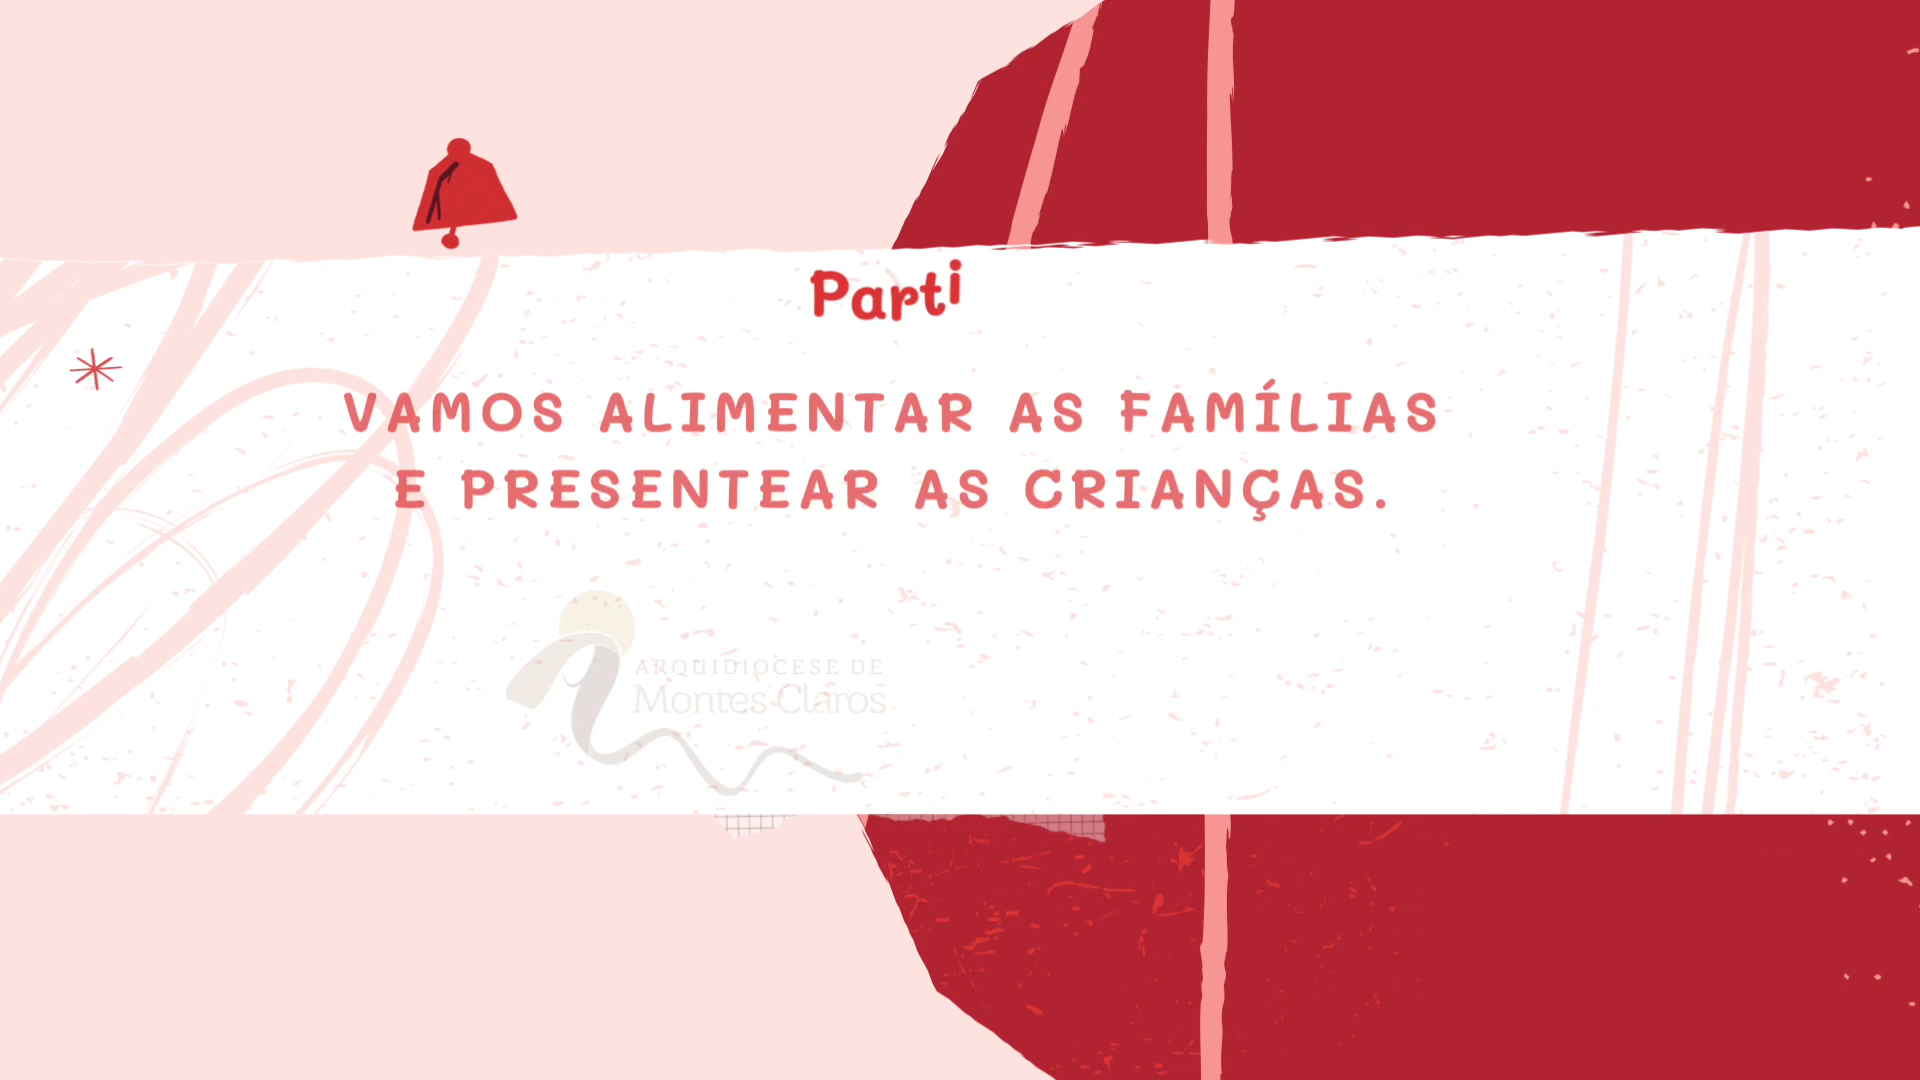 Parti
VAMOS ALIMENTAR AS FAMÍLIAS
E PRESENTEAR AS CRIANÇAS.
ARQUIDIOCESE DE
Montes Claros